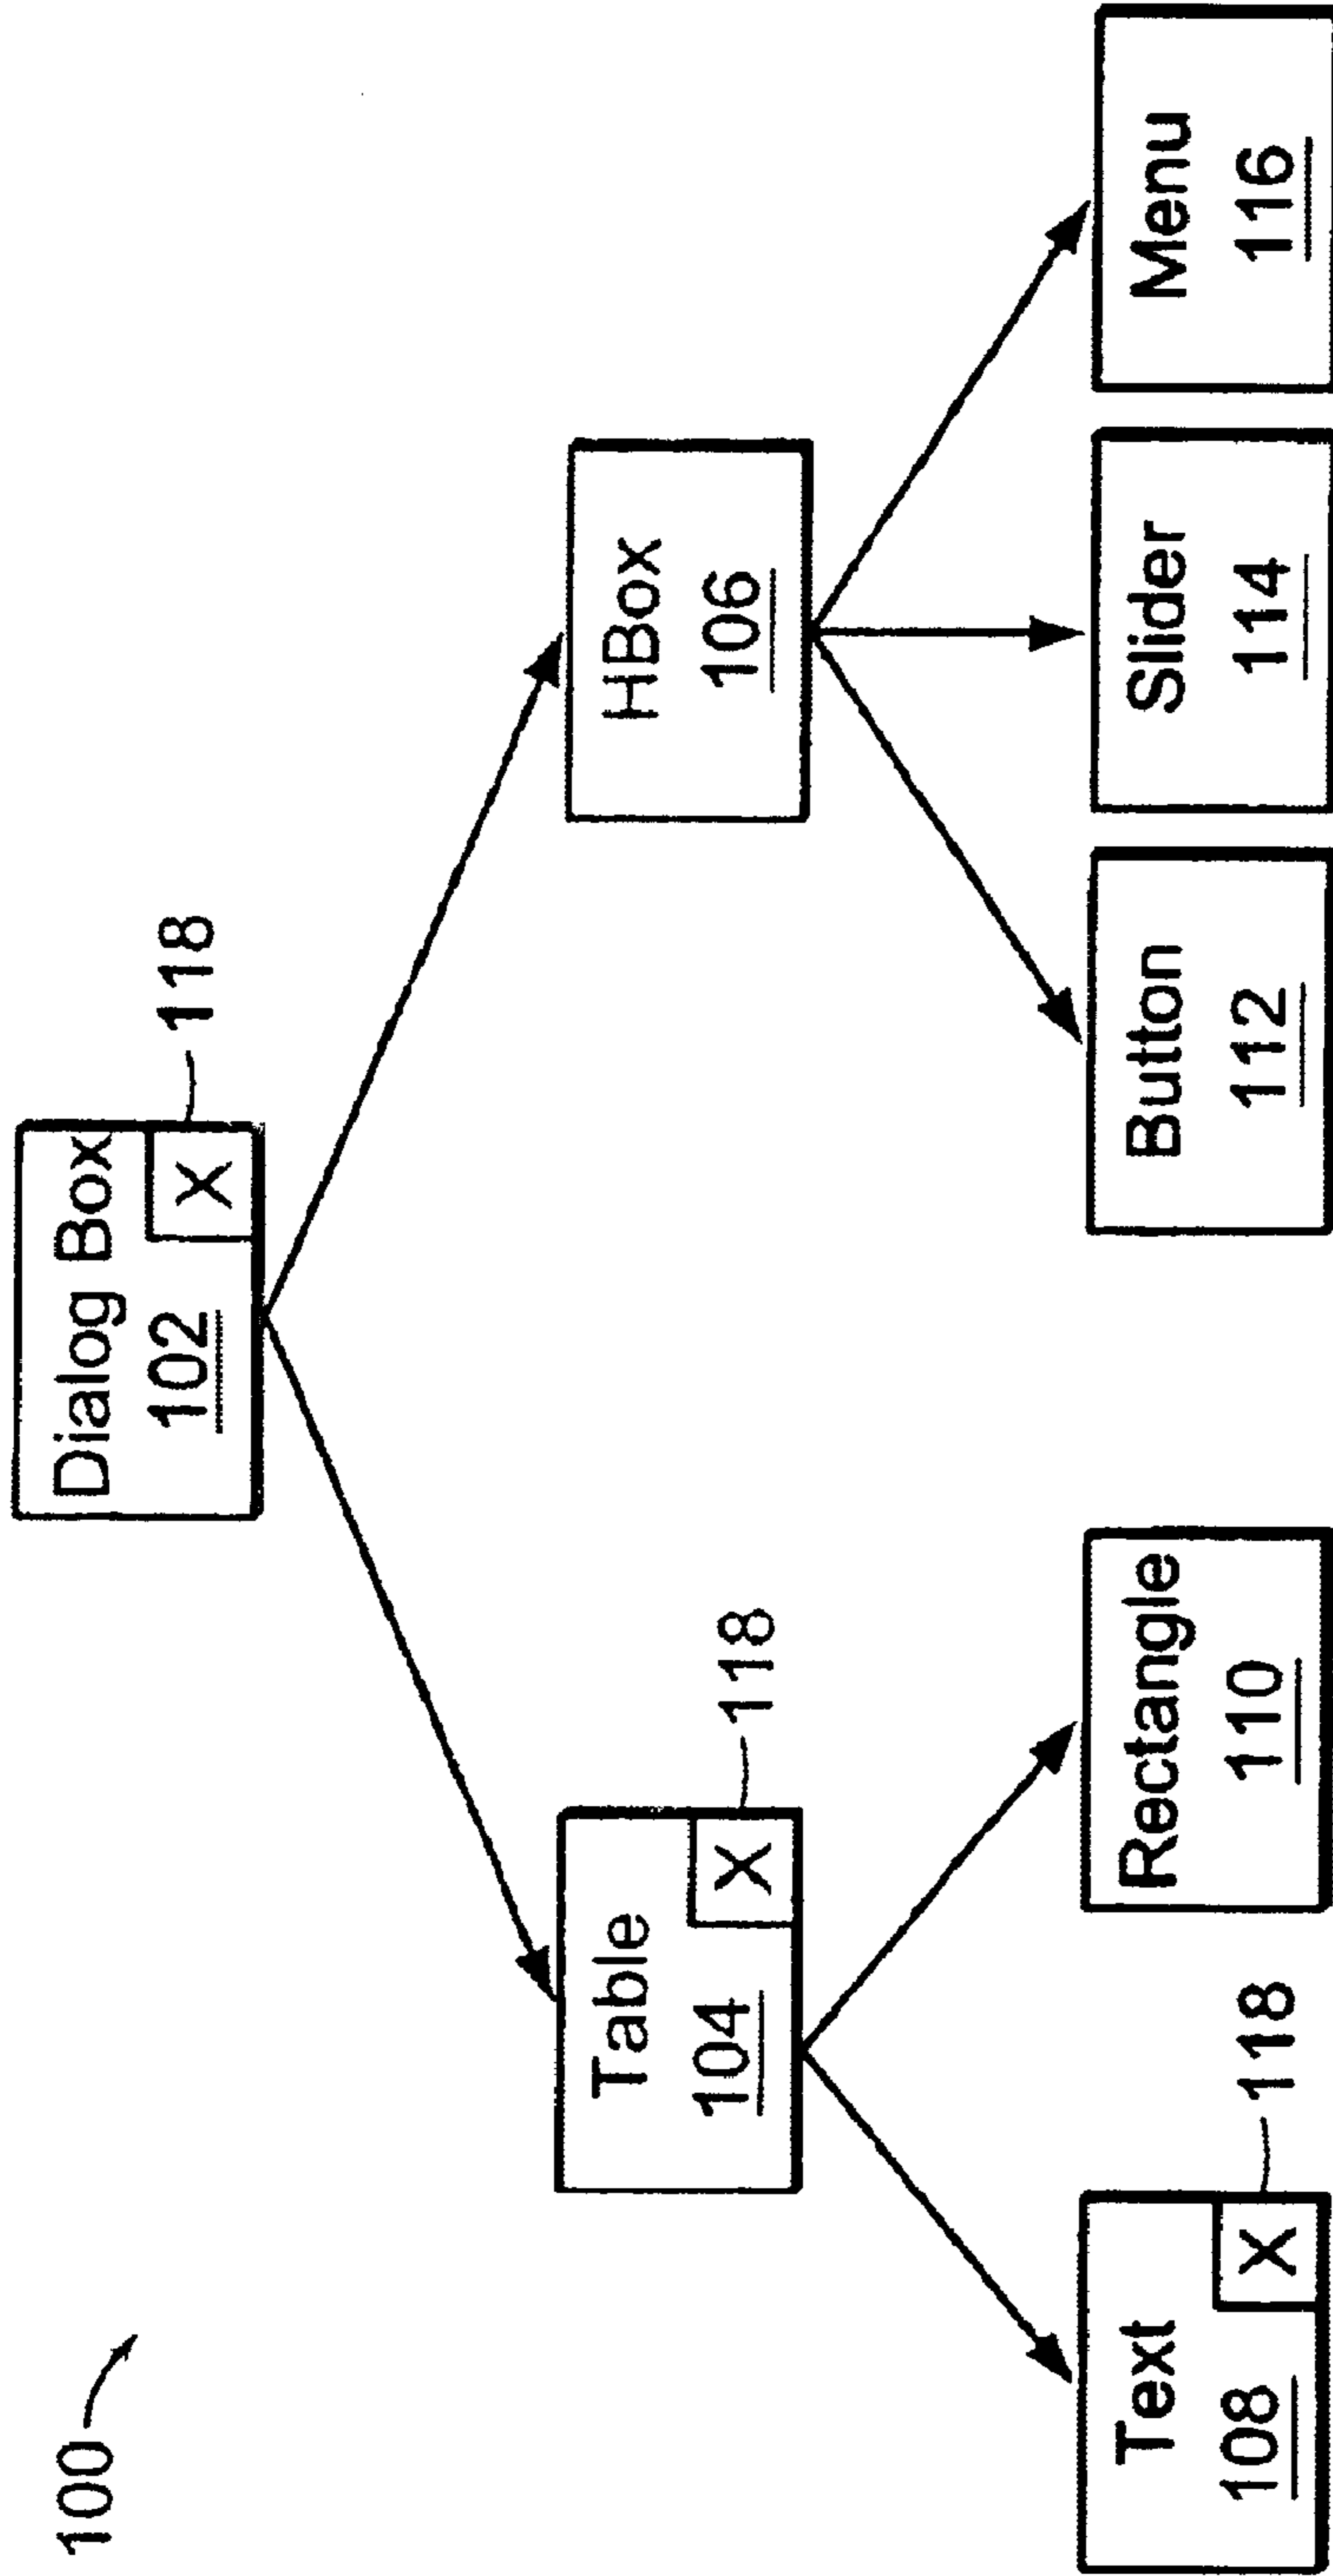 100
Dialog Box
102
X
118
Table
104
X
118
HBox
106
Text
108
X
118
Rectangle
110
Button
112
Slider
114
Menu
116